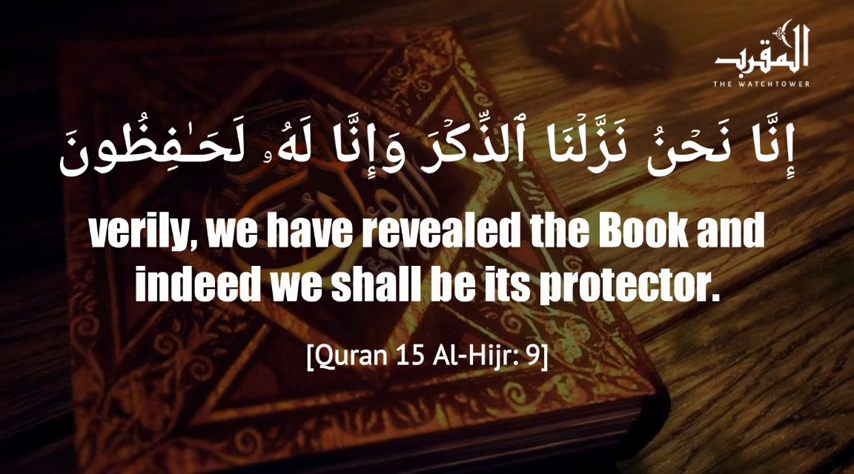 المقرب
THE WATCHTOWER
إِنَّا نَحْنُ نَزَّلْنَا ٱلذِّكْرَ وَإِنَّا لَهُۥ لَحَـٰفِظُونَ
verily, we have revealed the Book and
indeed we shall be its protector.
[Quran 15 Al-Hijr: 9]